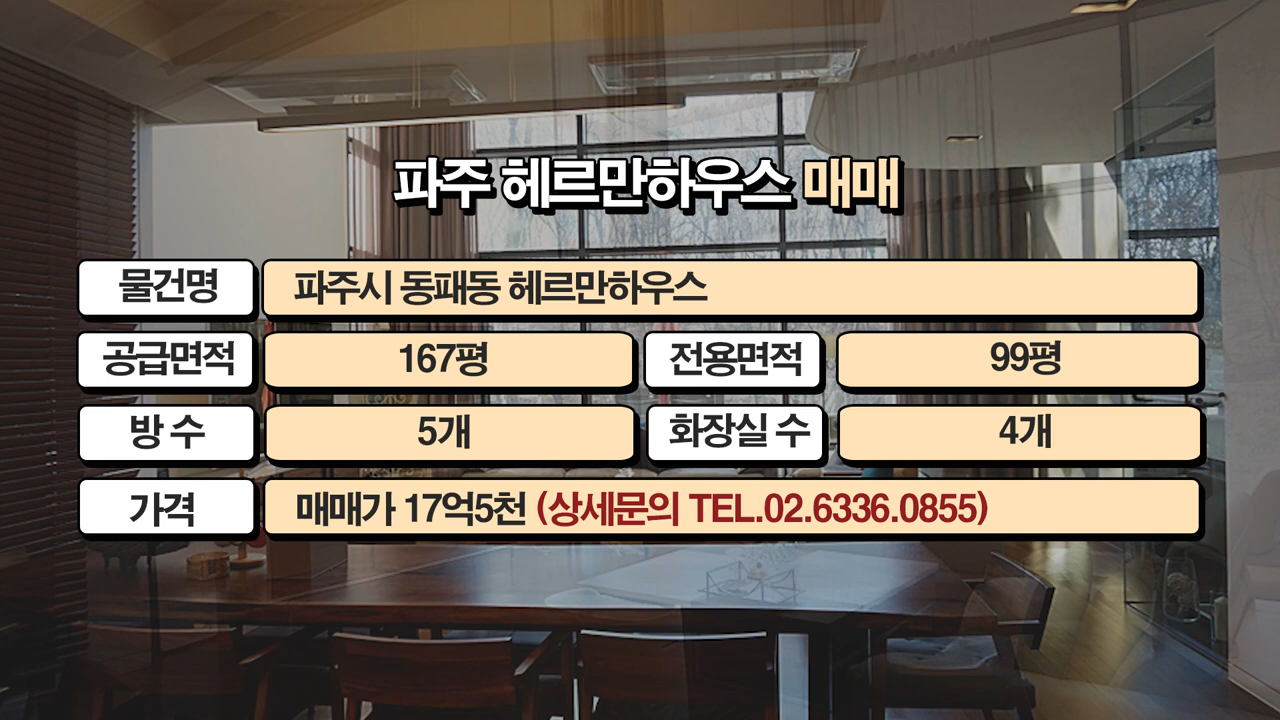 파주 헤르만하우스 매매
물건명 파주시 동패동 헤르만하우스
공급면적 167평 전용면적 99평
방 수 5개 화장실 수 4개
가격 매매가 17억5천 (상세문의 TEL.02.6336.0855)